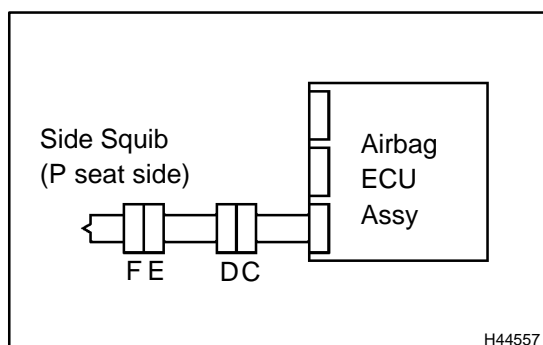 Side Squib
(P seat side)
Airbag
ECU
Assy
F E
D C
H44557